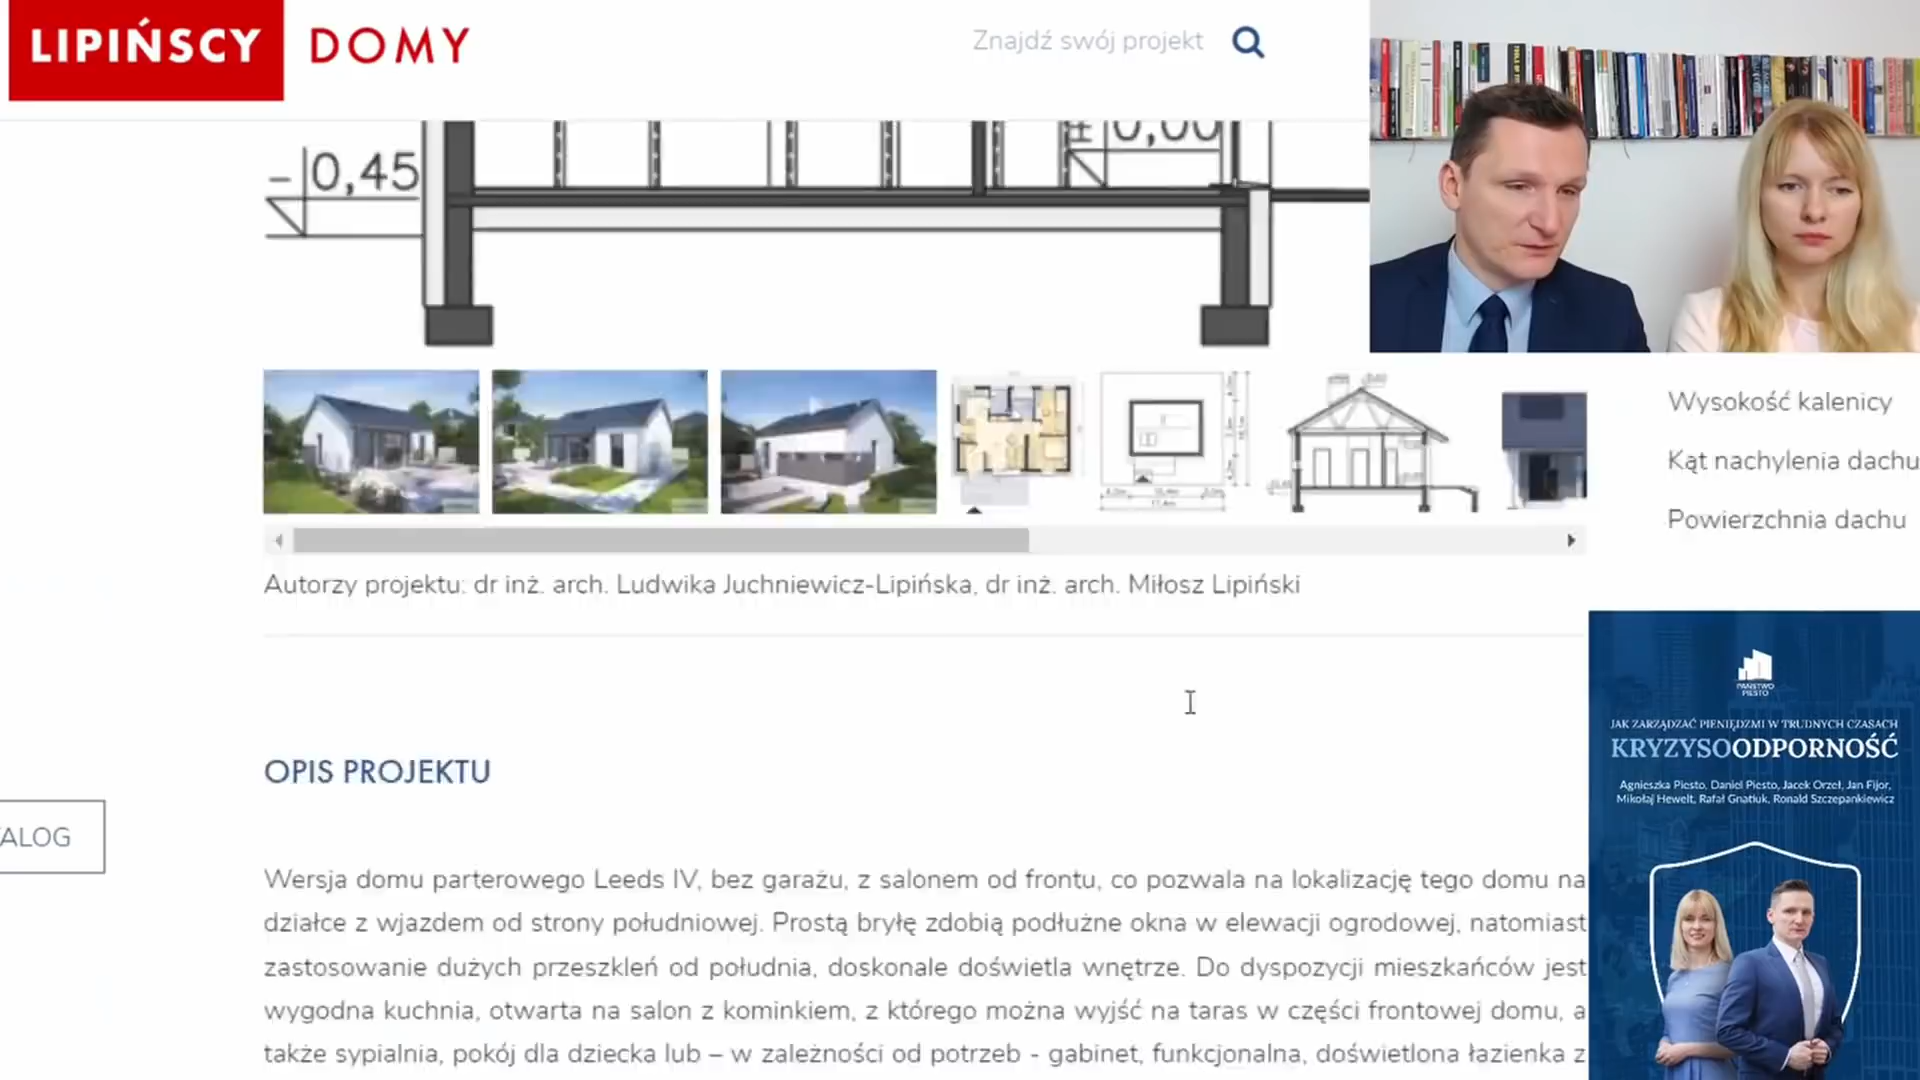 LIPIŃSCY DOMY
Znajdź swój projekt
-0,45
± 0,00
Wysokość kalenicy
Kąt nachylenia dachu
Powierzchnia dachu
Autorzy projektu: dr inż. arch. Ludwika Juchniewicz-Lipińska, dr inż. arch. Miłosz Lipiński
OPIS PROJEKTU
ALOG
Wersja domu parterowego Leeds IV, bez garażu, z salonem od frontu, co pozwala na lokalizację tego domu na
działce z wjazdem od strony południowej. Prostą bryłę zdobią podłużne okna w elewacji ogrodowej, natomiast
zastosowanie dużych przeszkleń od południa, doskonale doświetla wnętrze. Do dyspozycji mieszkańców jest
wygodna kuchnia, otwarta na salon z kominkiem, z którego można wyjść na taras w części frontowej domu, a
także sypialnia, pokój dla dziecka lub – w zależności od potrzeb - gabinet, funkcjonalna, doświetlona łazienka z
PAŃSTWO
PIESTO
JAK ZARZĄDZAĆ PIENIĘDZMI W TRUDNYCH CZASACH
KRYZYSOODPORNOŚĆ
Agnieszka Piesto, Daniel Piesto, Jacek Orzeł, Jan Fijor,
Mikołaj Hewelt, Rafał Gnatiuk, Ronald Szczepankiewicz